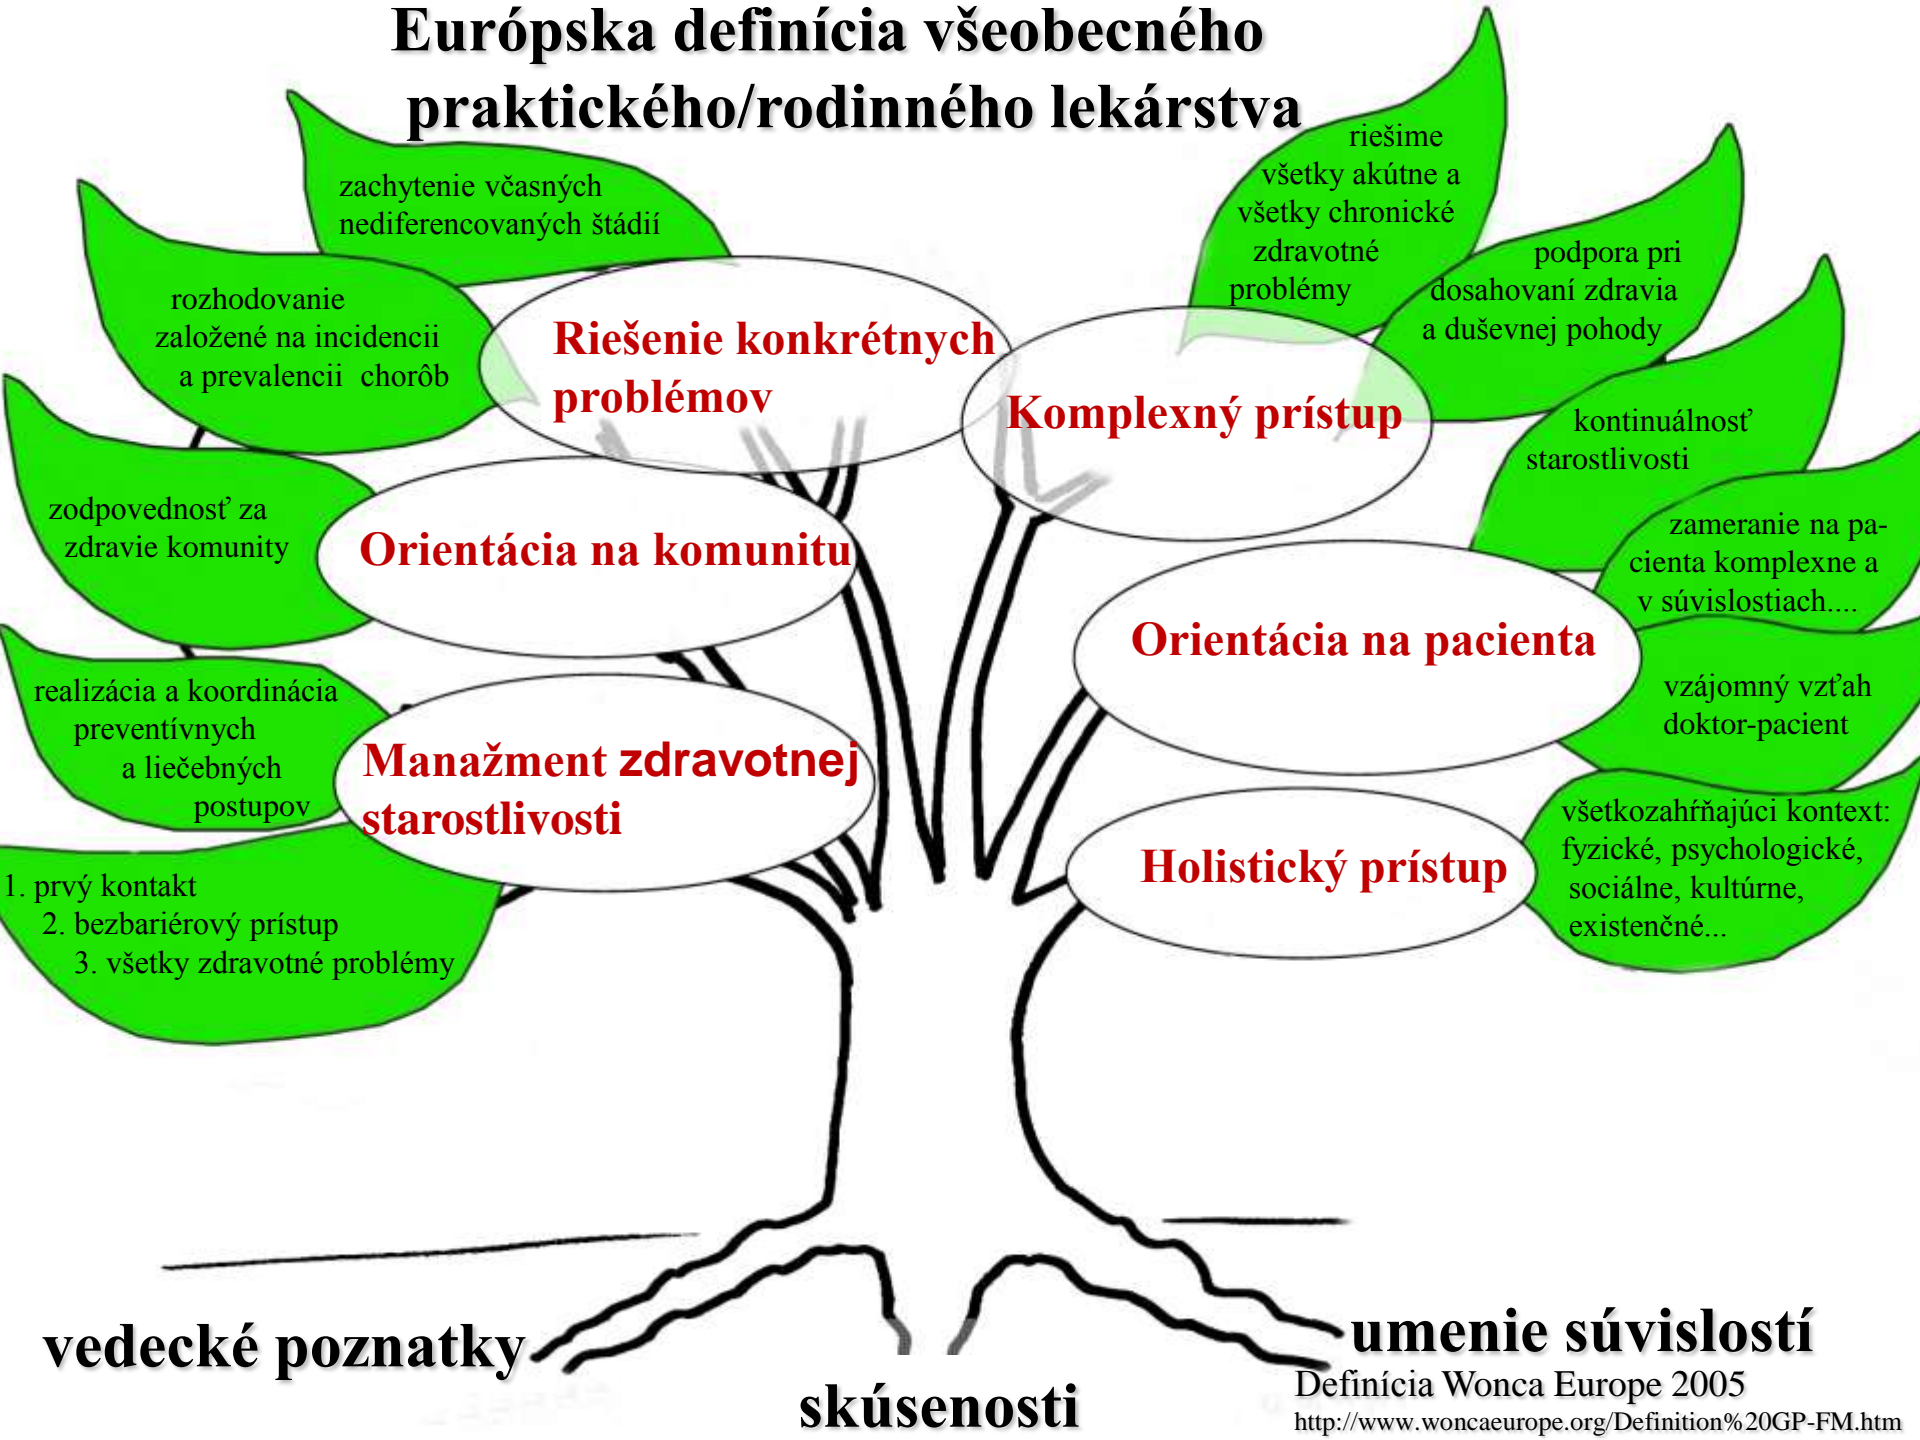 Európska definícia všeobecného
praktického/rodinného lekárstva
zachytenie včasných
nediferencovaných štádií
rozhodovanie
založené na incidencii
a prevalencii chorôb
zodpovednosť za
zdravie komunity
realizácia a koordinácia
preventívnych
a liečebných
postupov
1. prvý kontakt
2. bezbariérový prístup
3. všetky zdravotné problémy
Riešenie konkrétnych
problémov
Orientácia na komunitu
Manažment zdravotnej
starostlivosti
Komplexný prístup
Orientácia na pacienta
Holistický prístup
riešime
všetky akútne a
všetky chronické
zdravotné
problémy
podpora pri
dosahovaní zdravia
a duševnej pohody
kontinuálnosť
starostlivosti
zameranie na pa-
cienta komplexne a
v súvislostiach....
vzájomný vzťah
doktor-pacient
všetkozahŕňajúci kontext:
fyzické, psychologické,
sociálne, kultúrne,
existenčné...
vedecké poznatky
skúsenosti
umenie súvislostí
Definícia Wonca Europe 2005
http://www.woncaeurope.org/Definition%20GP-FM.htm